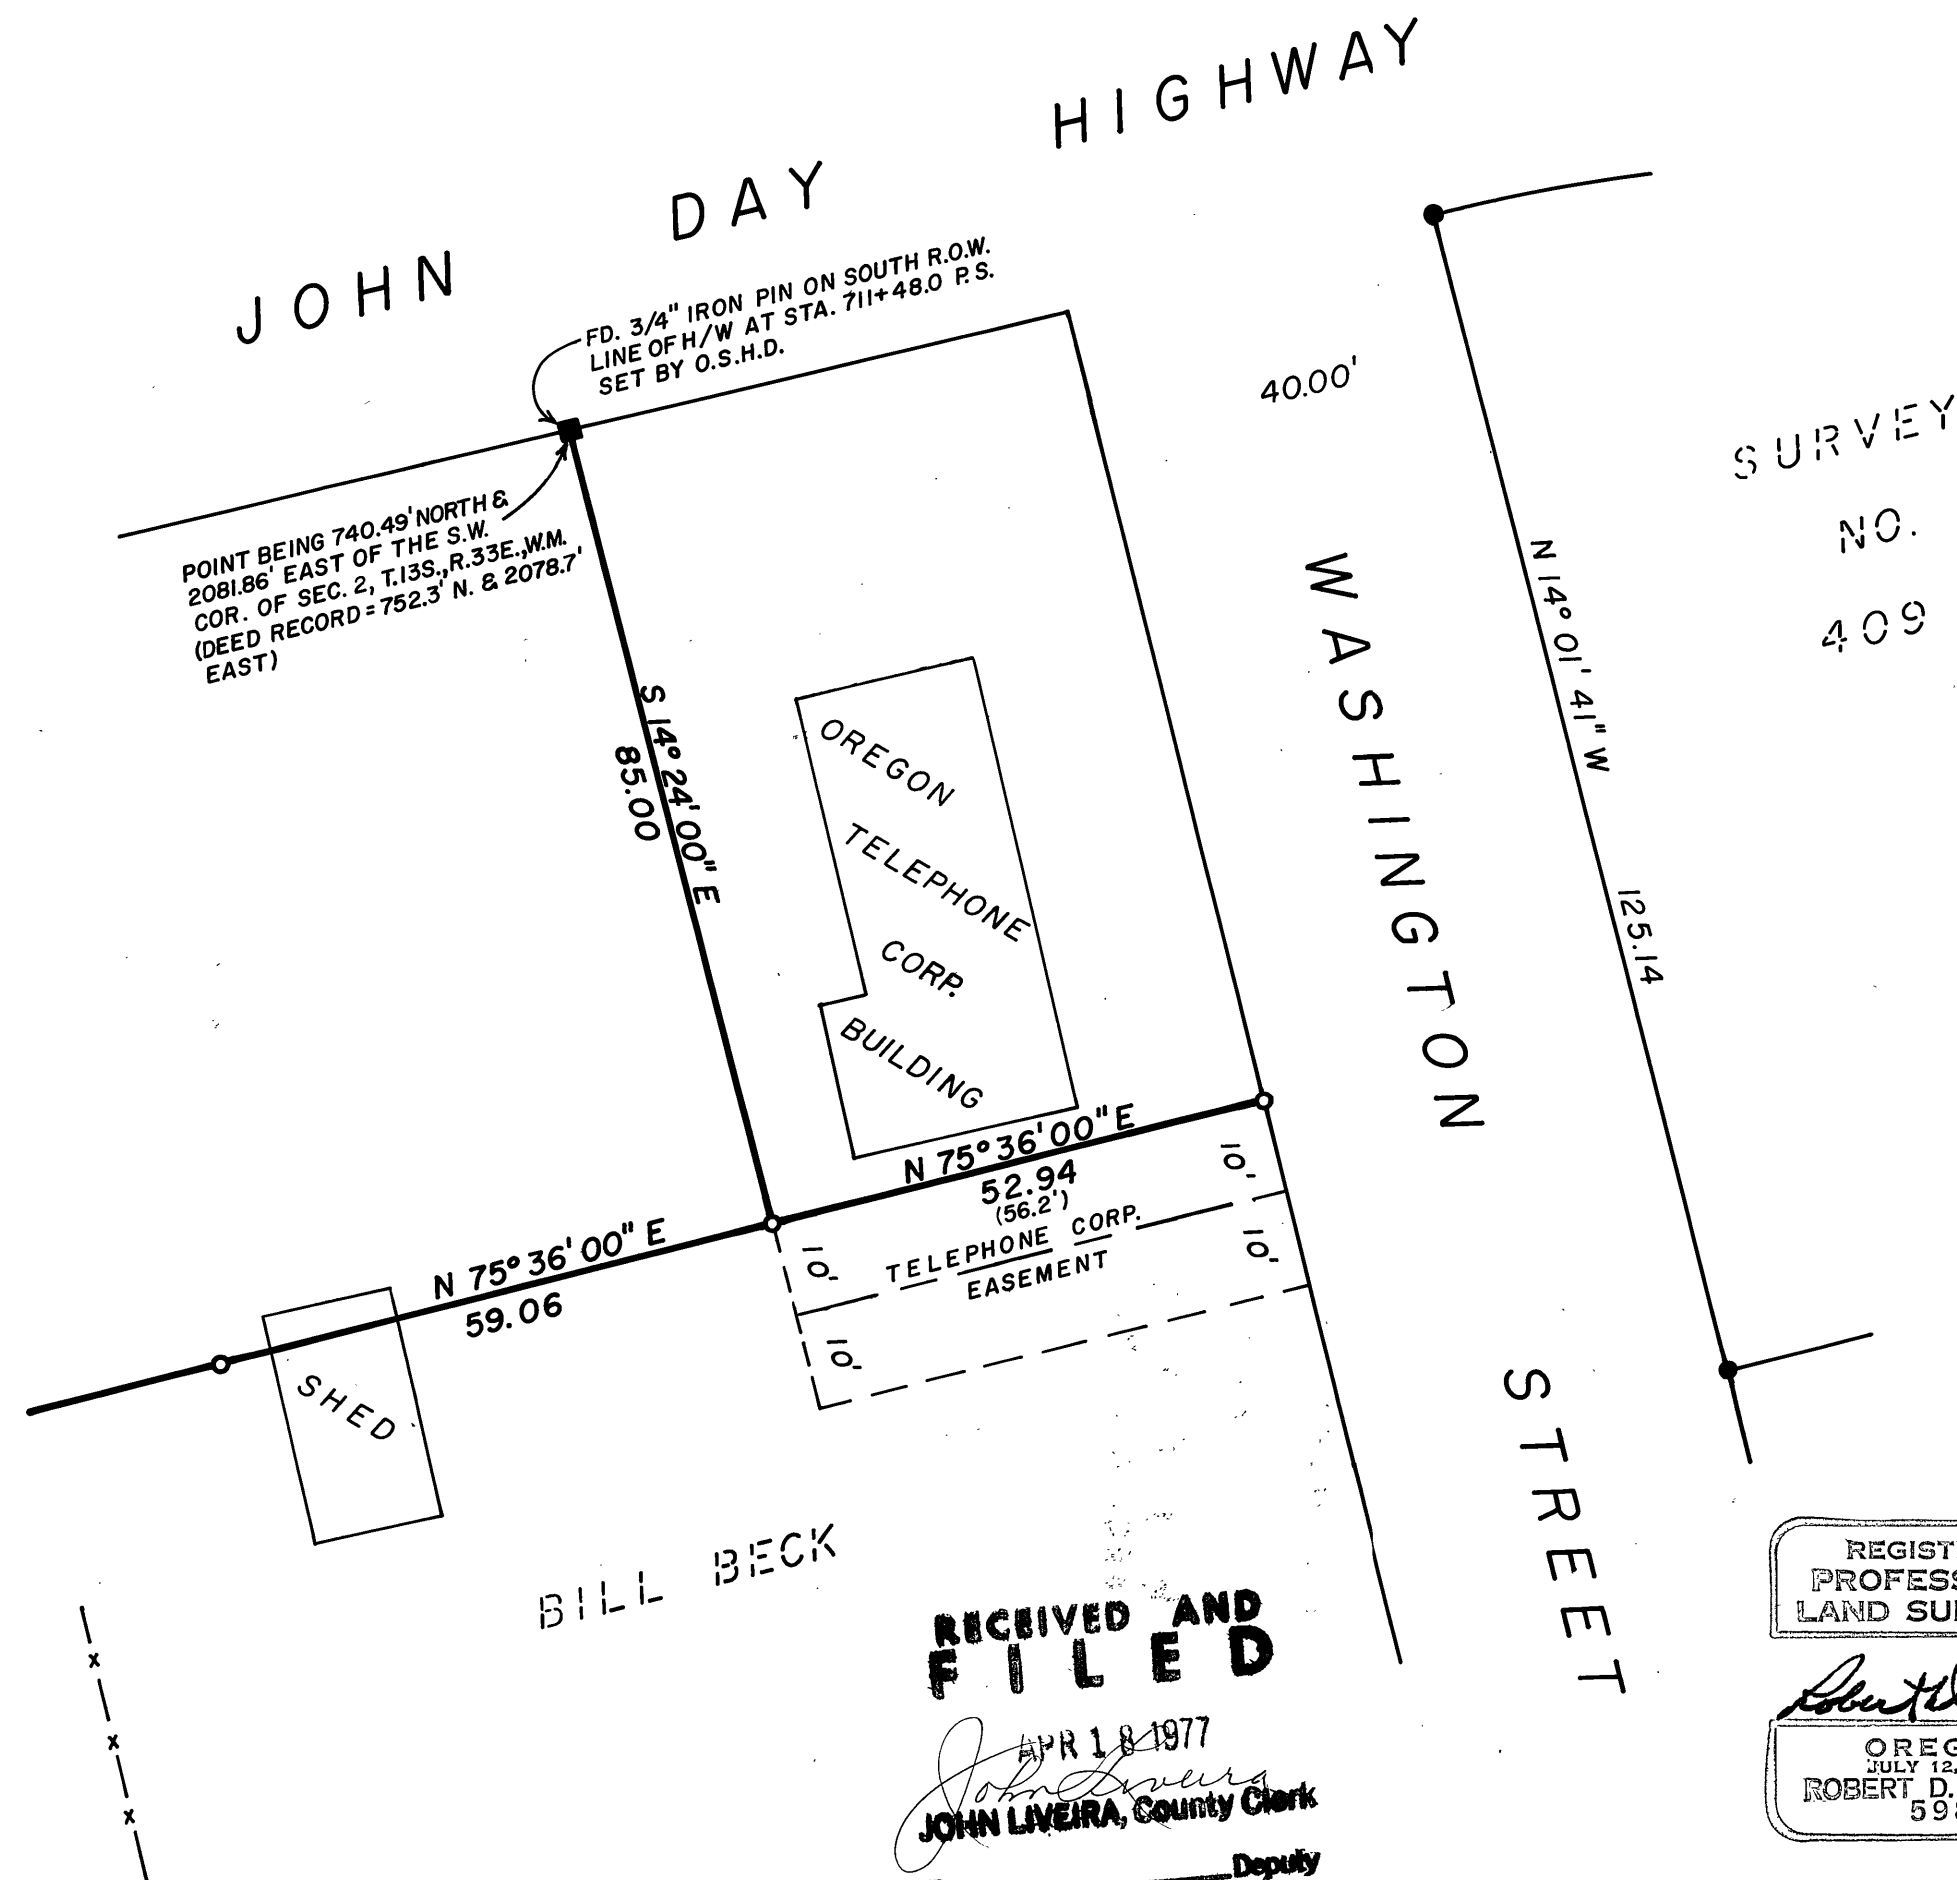 JOHN DAY HIGHWAY
FD. 3/4" IRON PIN ON SOUTH R.O.W.
LINE OF H/W AT STA. 711+48.0 P.S.
SET BY O.S.H.D.
40.00'
SURVEY
NO.
409
POINT BEING 740.49' NORTH &
2081.86' EAST OF THE S.W.
COR. OF SEC. 2, T.13S., R.33E., W.M.
(DEED RECORD = 752.3' N. & 2078.7'
EAST)
S 14° 24' 00" E
85.00
OREGON
TELEPHONE
CORP.
BUILDING
WASHINGTON STREET
N 14° 01' 41" W
125.14
N 75° 36' 00" E
52.94
(56.2')
10'
10'
TELEPHONE CORP.
EASEMENT
10'
10'
N 75° 36' 00" E
59.06
SHED
BILL BECK
RECEIVED AND
FILED
APR 18 1977
John Liveira
JOHN LIVEIRA, County Clerk
Deputy
REGIST
PROFESS
LAND SU
Robert D
OREG
JULY 12,
ROBERT D.
598